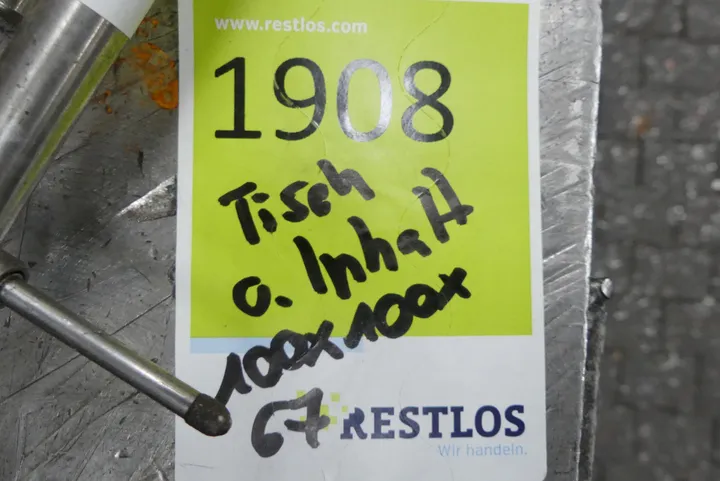 www.restlos.com
1908
Tisch
o. Inhalt
100x100x
67
RESTLOS
Wir handeln.